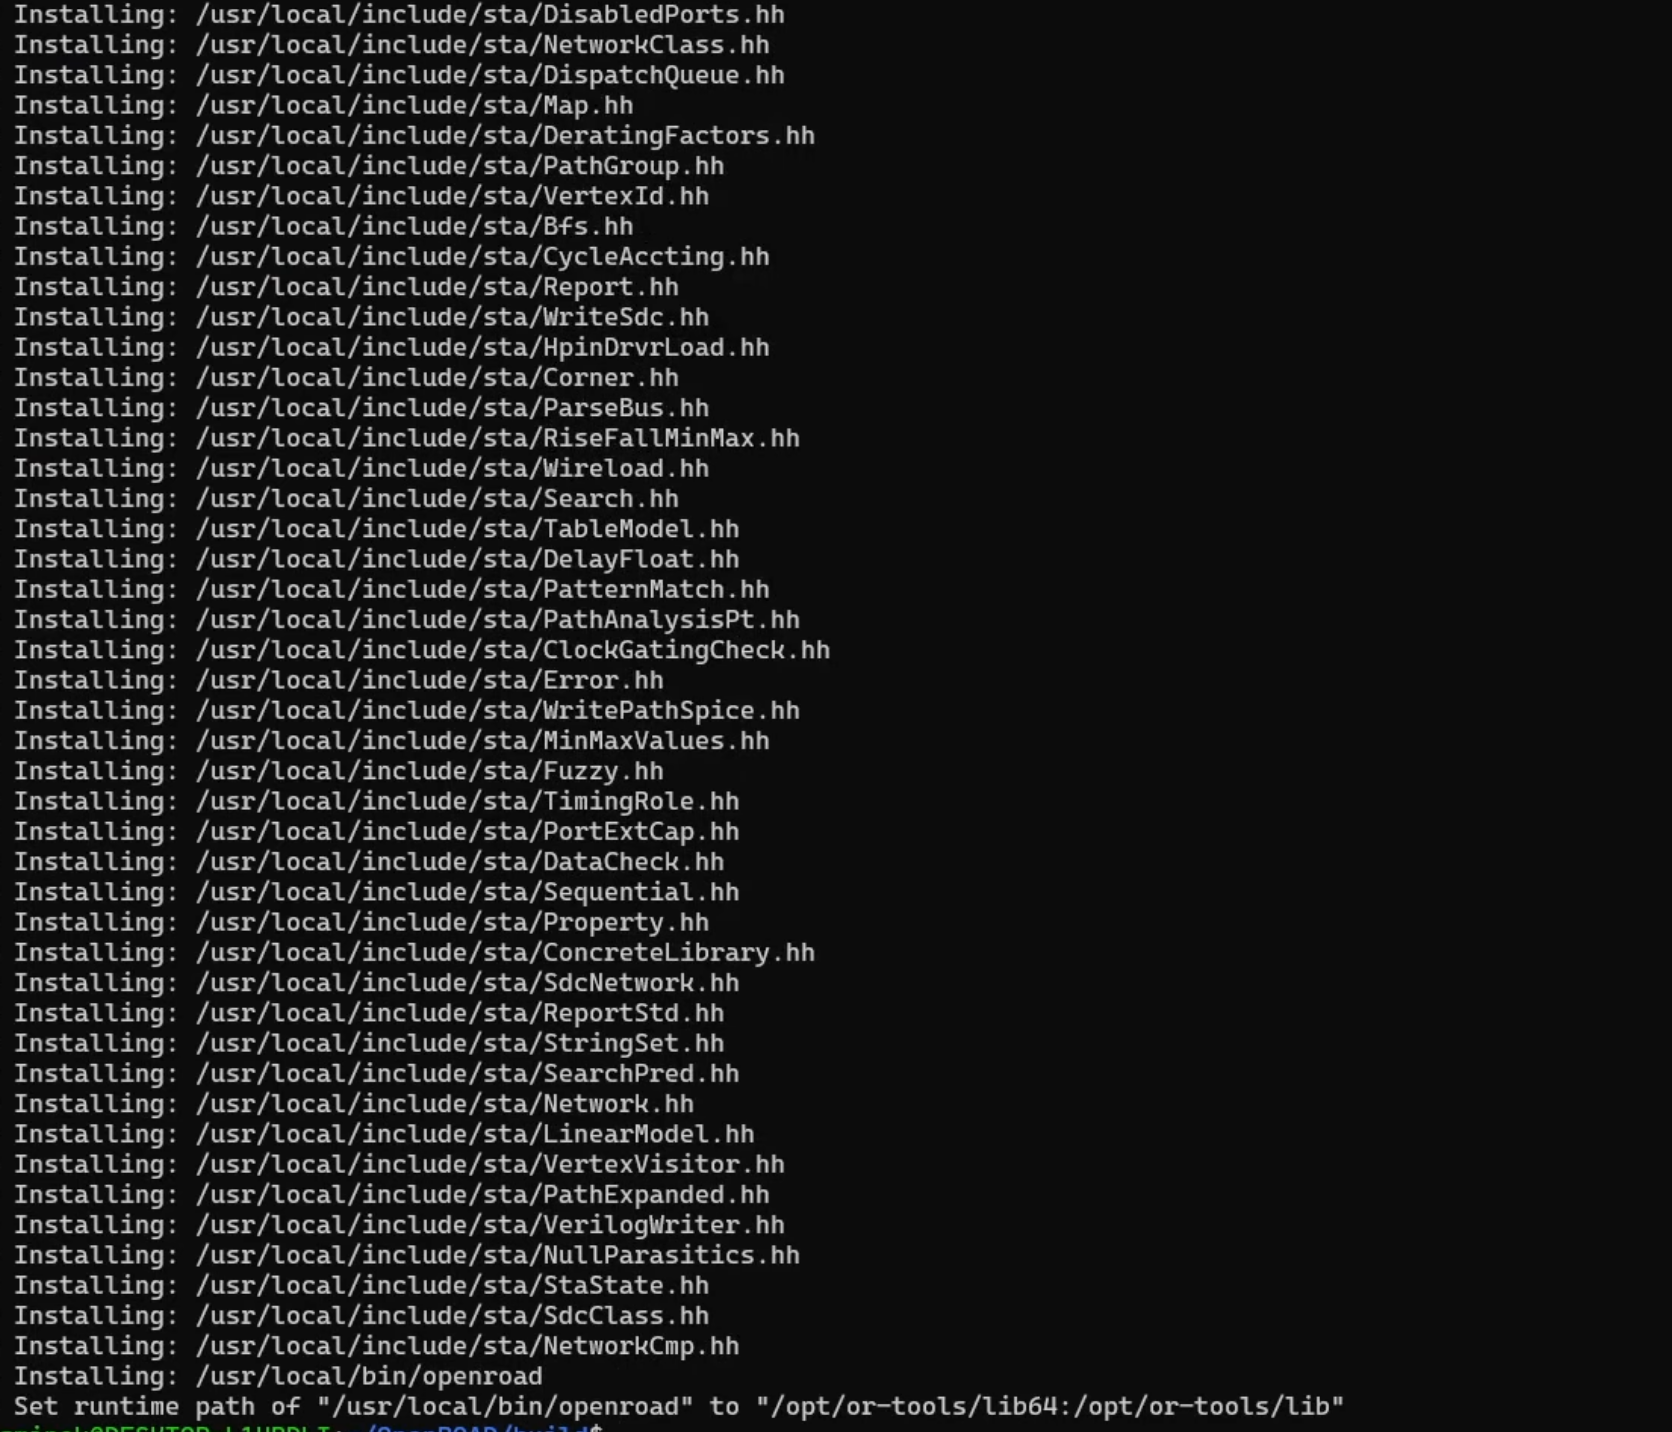 Installing: /usr/local/include/sta/DisabledPorts.hh
Installing: /usr/local/include/sta/NetworkClass.hh
Installing: /usr/local/include/sta/DispatchQueue.hh
Installing: /usr/local/include/sta/Map.hh
Installing: /usr/local/include/sta/DeratingFactors.hh
Installing: /usr/local/include/sta/PathGroup.hh
Installing: /usr/local/include/sta/VertexId.hh
Installing: /usr/local/include/sta/Bfs.hh
Installing: /usr/local/include/sta/CycleAccting.hh
Installing: /usr/local/include/sta/Report.hh
Installing: /usr/local/include/sta/WriteSdc.hh
Installing: /usr/local/include/sta/HpinDrvrLoad.hh
Installing: /usr/local/include/sta/Corner.hh
Installing: /usr/local/include/sta/ParseBus.hh
Installing: /usr/local/include/sta/RiseFallMinMax.hh
Installing: /usr/local/include/sta/Wireload.hh
Installing: /usr/local/include/sta/Search.hh
Installing: /usr/local/include/sta/TableModel.hh
Installing: /usr/local/include/sta/DelayFloat.hh
Installing: /usr/local/include/sta/PatternMatch.hh
Installing: /usr/local/include/sta/PathAnalysisPt.hh
Installing: /usr/local/include/sta/ClockGatingCheck.hh
Installing: /usr/local/include/sta/Error.hh
Installing: /usr/local/include/sta/WritePathSpice.hh
Installing: /usr/local/include/sta/MinMaxValues.hh
Installing: /usr/local/include/sta/Fuzzy.hh
Installing: /usr/local/include/sta/TimingRole.hh
Installing: /usr/local/include/sta/PortExtCap.hh
Installing: /usr/local/include/sta/DataCheck.hh
Installing: /usr/local/include/sta/Sequential.hh
Installing: /usr/local/include/sta/Property.hh
Installing: /usr/local/include/sta/ConcreteLibrary.hh
Installing: /usr/local/include/sta/SdcNetwork.hh
Installing: /usr/local/include/sta/ReportStd.hh
Installing: /usr/local/include/sta/StringSet.hh
Installing: /usr/local/include/sta/SearchPred.hh
Installing: /usr/local/include/sta/Network.hh
Installing: /usr/local/include/sta/LinearModel.hh
Installing: /usr/local/include/sta/VertexVisitor.hh
Installing: /usr/local/include/sta/PathExpanded.hh
Installing: /usr/local/include/sta/VerilogWriter.hh
Installing: /usr/local/include/sta/NullParasitics.hh
Installing: /usr/local/include/sta/StaState.hh
Installing: /usr/local/include/sta/SdcClass.hh
Installing: /usr/local/include/sta/NetworkCmp.hh
Installing: /usr/local/bin/openroad
Set runtime path of "/usr/local/bin/openroad" to "/opt/or-tools/lib64:/opt/or-tools/lib"